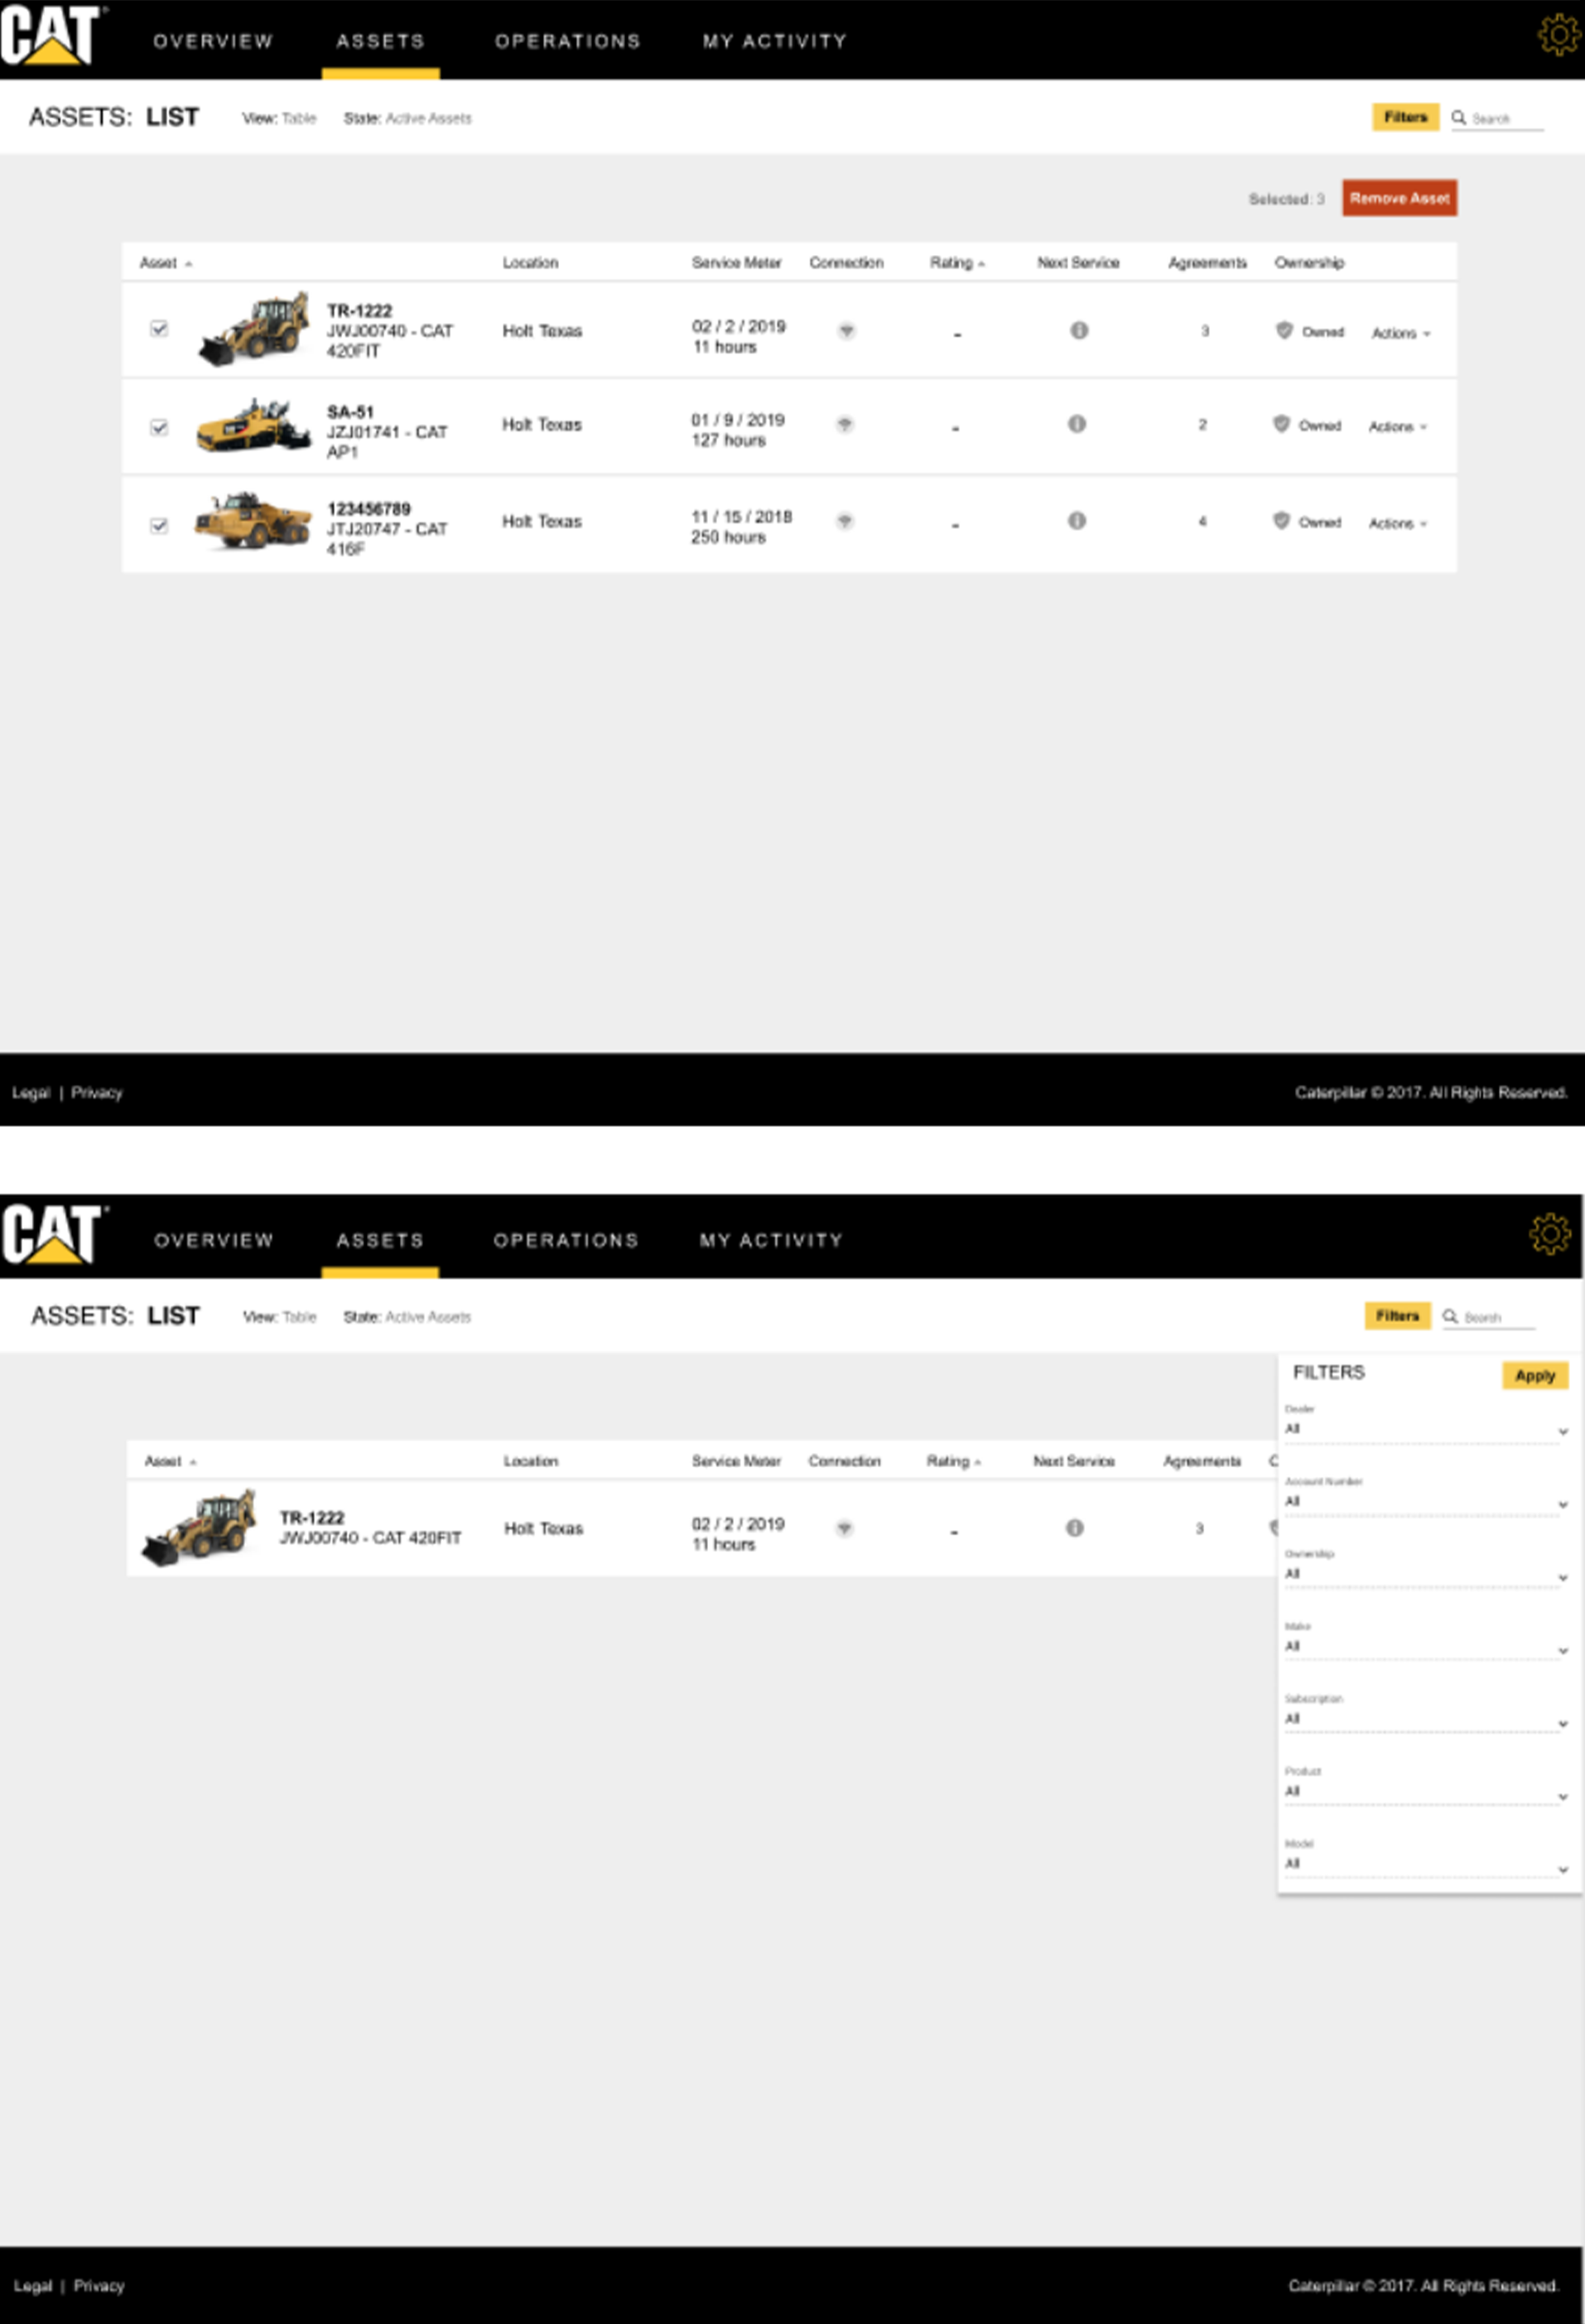 CAT
OVERVIEW ASSETS OPERATIONS MY ACTIVITY
ASSETS: LIST View: Table State: Active Assets Filters Search
Selected: 3 Remove Asset
Asset Location Service Meter Connection Rating Next Service Agreements Ownership
TR-1222
JWJ00740 - CAT
420FIT
Holt Texas
02 / 2 / 2019
11 hours
-
3
Owned
Actions
SA-51
JZJ01741 - CAT
AP1
Holt Texas
01 / 9 / 2019
127 hours
-
2
Owned
Actions
123456789
JTJ20747 - CAT
416F
Holt Texas
11 / 15 / 2018
250 hours
-
4
Owned
Actions
Legal | Privacy Caterpillar © 2017. All Rights Reserved.
CAT
OVERVIEW ASSETS OPERATIONS MY ACTIVITY
ASSETS: LIST View: Table State: Active Assets Filters Search
Asset Location Service Meter Connection Rating Next Service Agreements
TR-1222
JWJ00740 - CAT 420FIT
Holt Texas
02 / 2 / 2019
11 hours
-
3
FILTERS Apply
Dealer
All
Account Number
All
Ownership
All
Make
All
Subscription
All
Product
All
Model
All
Legal | Privacy Caterpillar © 2017. All Rights Reserved.